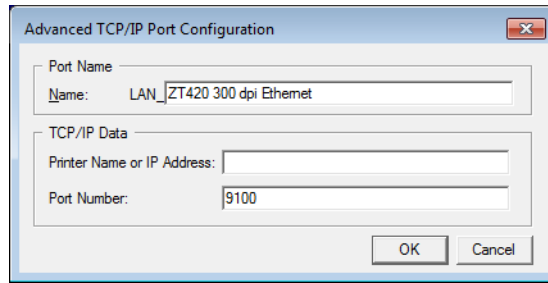 Advanced TCP/IP Port Configuration
Port Name
Name: LAN_ ZT420 300 dpi Ethernet
TCP/IP Data
Printer Name or IP Address:
Port Number: 9100
OK Cancel